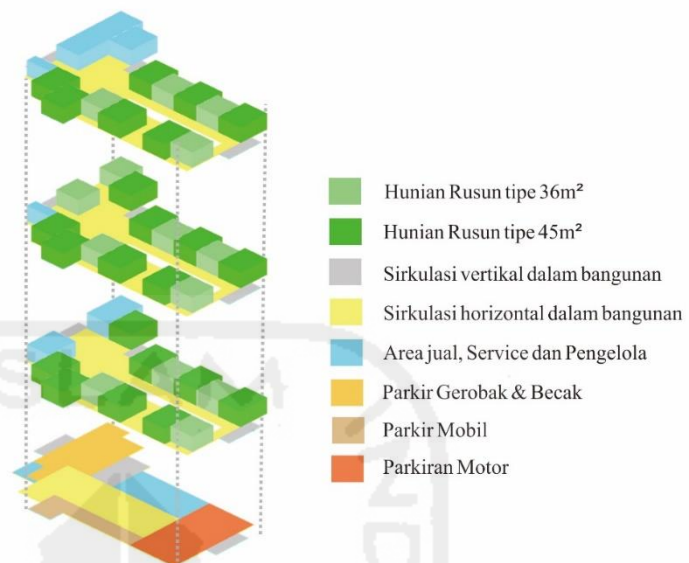 Hunian Rusun tipe 36m²
Hunian Rusun tipe 45m²
Sirkulasi vertikal dalam bangunan
Sirkulasi horizontal dalam bangunan
Area jual, Service dan Pengelola
Parkir Gerobak & Becak
Parkir Mobil
Parkiran Motor